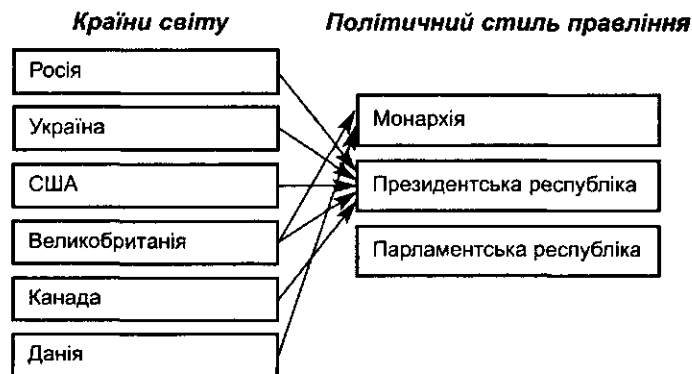 Країни світу
Політичний стиль правління
Росія
Україна
США
Великобританія
Канада
Данія
Монархія
Президентська республіка
Парламентська республіка